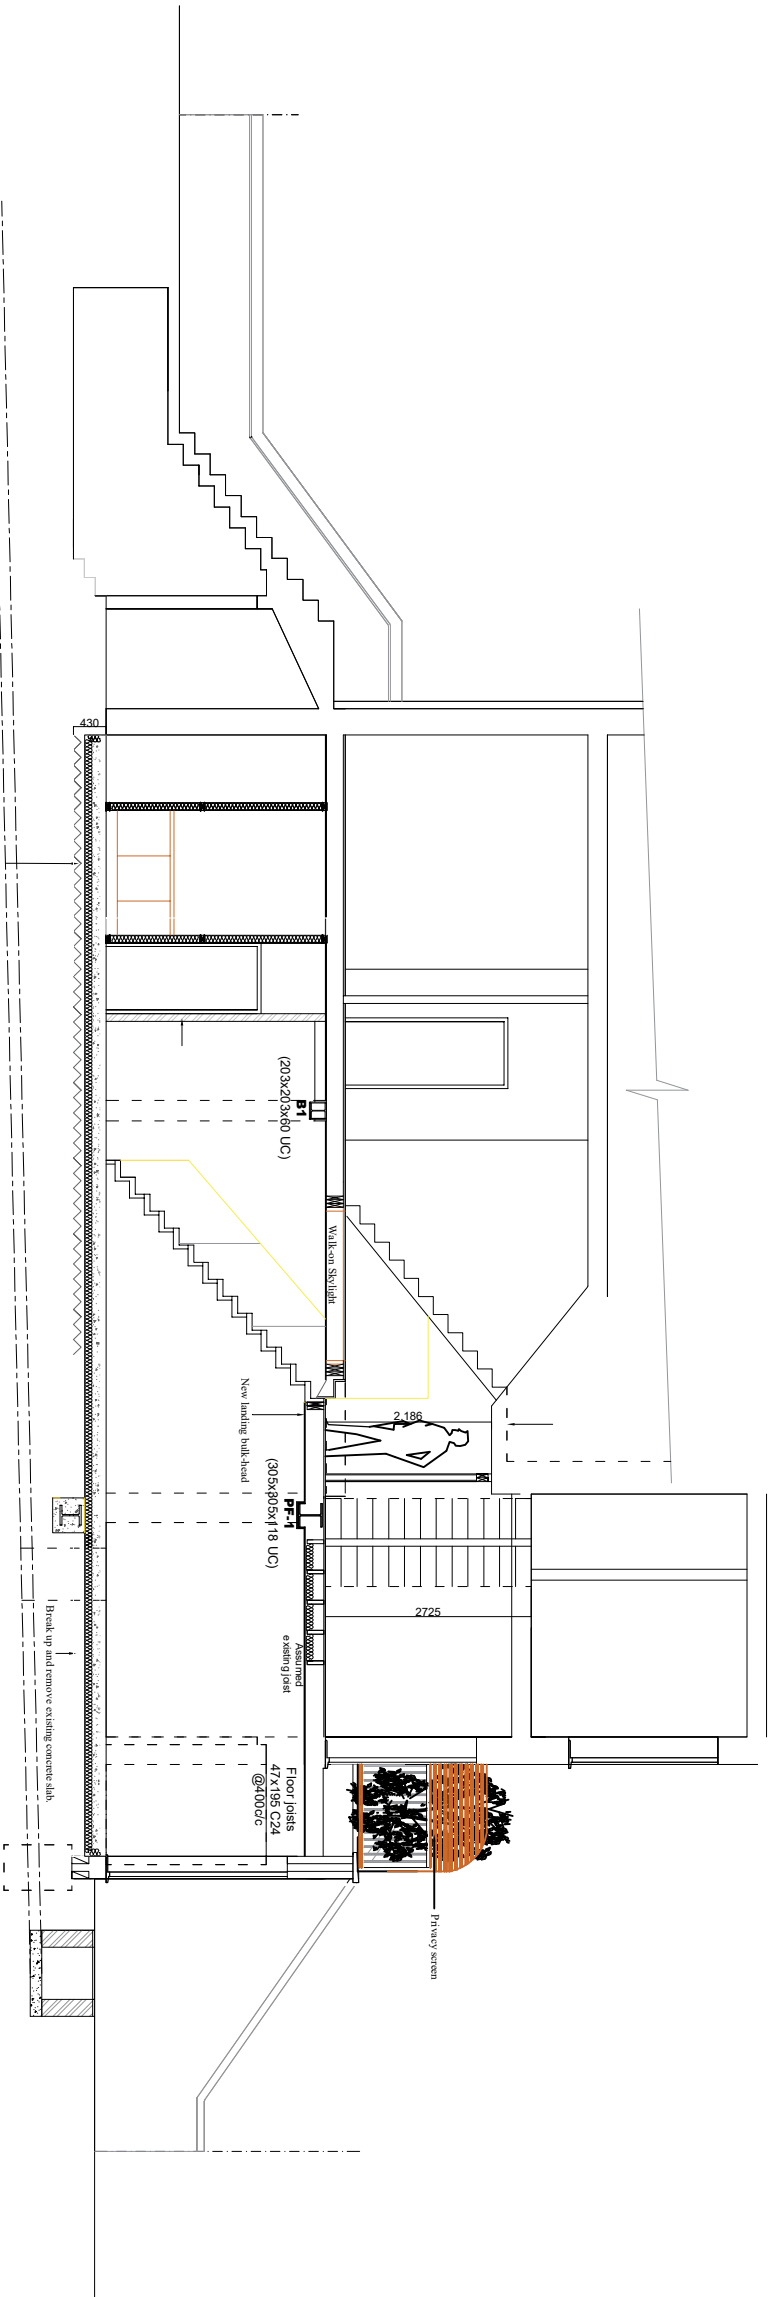 430
B1
(203x203x60 UC)
Walk-on Skylight
2,186
New landing bulk-head
PF-1
(305x305x118 UC)
2725
Assumed
existing joist
Break up and remove existing concrete slab.
Floor joists
47x195 C24
@400c/c
Privacy screen